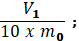 V₁
10 x m₀ ;